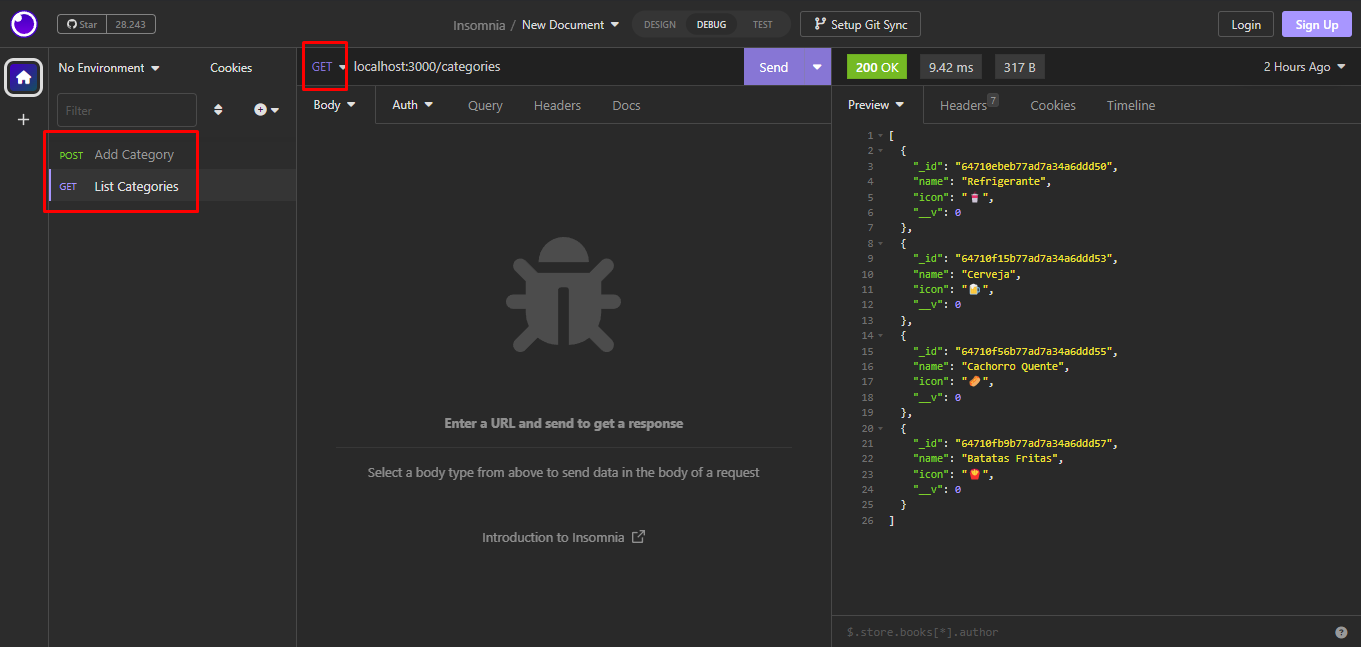 Star 28.243
Insomnia / New Document
DESIGN DEBUG TEST
Setup Git Sync
Login
Sign Up
No Environment
Cookies
Filter
POST Add Category
GET List Categories
GET localhost:3000/categories
Send
Body Auth Query Headers Docs
Enter a URL and send to get a response
Select a body type from above to send data in the body of a request
Introduction to Insomnia
200 OK 9.42 ms 317 B
2 Hours Ago
Preview Headers 7 Cookies Timeline
1 [
2 {
3 "_id": "64710ebeb77ad7a34a6ddd50",
4 "name": "Refrigerante",
5 "icon": "🥤",
6 "__v": 0
7 },
8 {
9 "_id": "64710f15b77ad7a34a6ddd53",
10 "name": "Cerveja",
11 "icon": "🍺",
12 "__v": 0
13 },
14 {
15 "_id": "64710f56b77ad7a34a6ddd55",
16 "name": "Cachorro Quente",
17 "icon": "🌭",
18 "__v": 0
19 },
20 {
21 "_id": "64710fb9b77ad7a34a6ddd57",
22 "name": "Batatas Fritas",
23 "icon": "🍟",
24 "__v": 0
25 }
26 ]
$.store.books[*].author
?